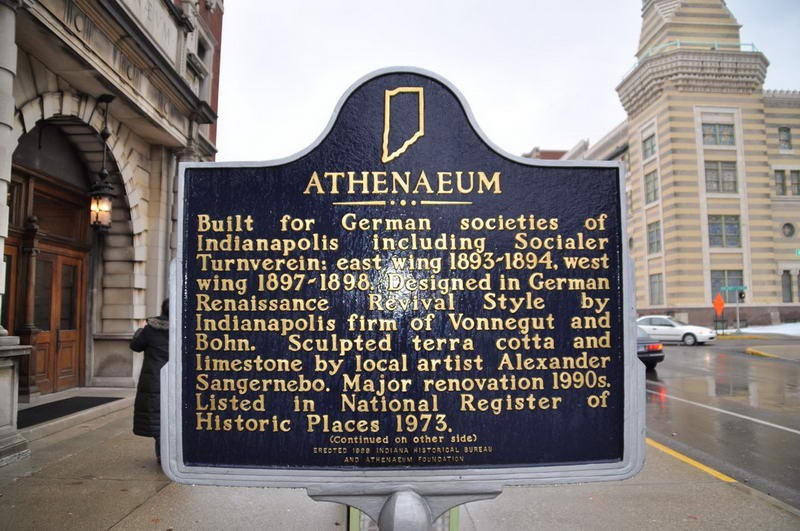 ATHENAEUM
Built for German societies of
Indianapolis including Socialer
Turnverein: east wing 1893-1894, west
wing 1897-1898. Designed in German
Renaissance Revival Style by
Indianapolis firm of Vonnegut and
Bohn. Sculpted terra cotta and
limestone by local artist Alexander
Sangernebo. Major renovation 1990s.
Listed in National Register of
Historic Places 1973.
(Continued on other side)
ERECTED 1999 INDIANA HISTORICAL BUREAU
AND ATHENAEUM FOUNDATION